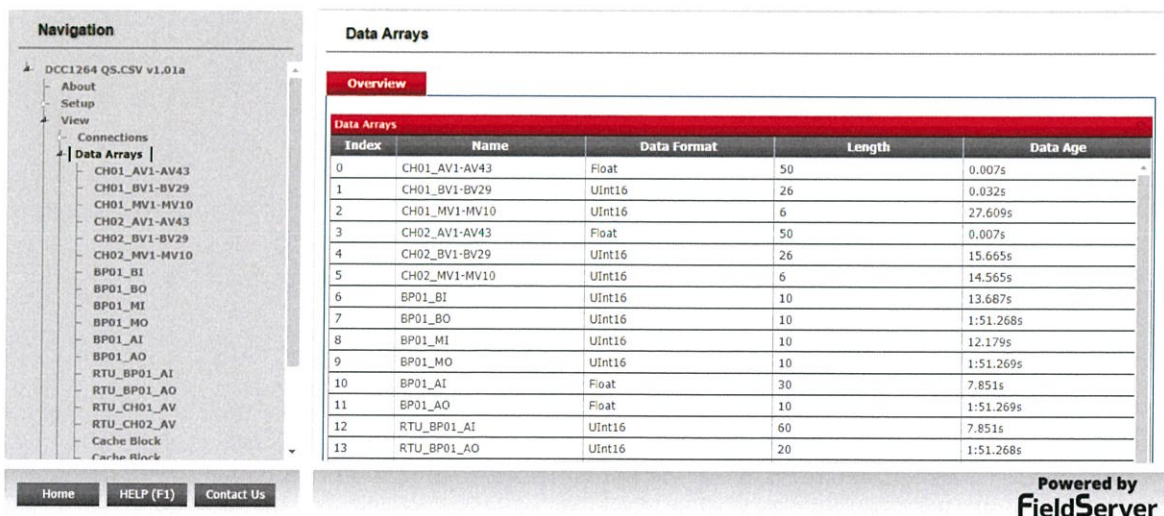 Navigation
DCC1264 QS.CSV v1.01a
About
Setup
View
Connections
Data Arrays
CH01_AV1-AV43
CH01_BV1-BV29
CH01_MV1-MV10
CH02_AV1-AV43
CH02_BV1-BV29
CH02_MV1-MV10
BP01_BI
BP01_BO
BP01_MI
BP01_MO
BP01_AI
BP01_AO
RTU_BP01_AI
RTU_BP01_AO
RTU_CH01_AV
RTU_CH02_AV
Cache Block
Cache Block
Home HELP (F1) Contact Us
Data Arrays
Overview
Data Arrays
Index Name Data Format Length Data Age
0 CH01_AV1-AV43 Float 50 0.007s
1 CH01_BV1-BV29 UInt16 26 0.032s
2 CH01_MV1-MV10 UInt16 6 27.609s
3 CH02_AV1-AV43 Float 50 0.007s
4 CH02_BV1-BV29 UInt16 26 15.665s
5 CH02_MV1-MV10 UInt16 6 14.565s
6 BP01_BI UInt16 10 13.687s
7 BP01_BO UInt16 10 1:51.268s
8 BP01_MI UInt16 10 12.179s
9 BP01_MO UInt16 10 1:51.269s
10 BP01_AI Float 30 7.851s
11 BP01_AO Float 10 1:51.269s
12 RTU_BP01_AI UInt16 60 7.851s
13 RTU_BP01_AO UInt16 20 1:51.268s
Powered by
FieldServer